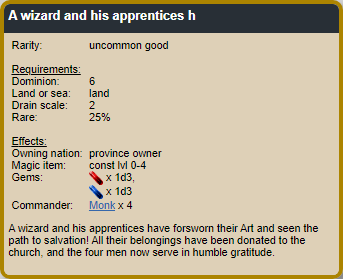 A wizard and his apprentices h
Rarity: uncommon good
Requirements:
Dominion: 6
Land or sea: land
Drain scale: 2
Rare: 25%
Effects:
Owning nation: province owner
Magic item: const lvl 0-4
Gems: x 1d3,
x 1d3
Commander: Monk x 4
A wizard and his apprentices have forsworn their Art and seen the
path to salvation! All their belongings have been donated to the
church, and the four men now serve in humble gratitude.